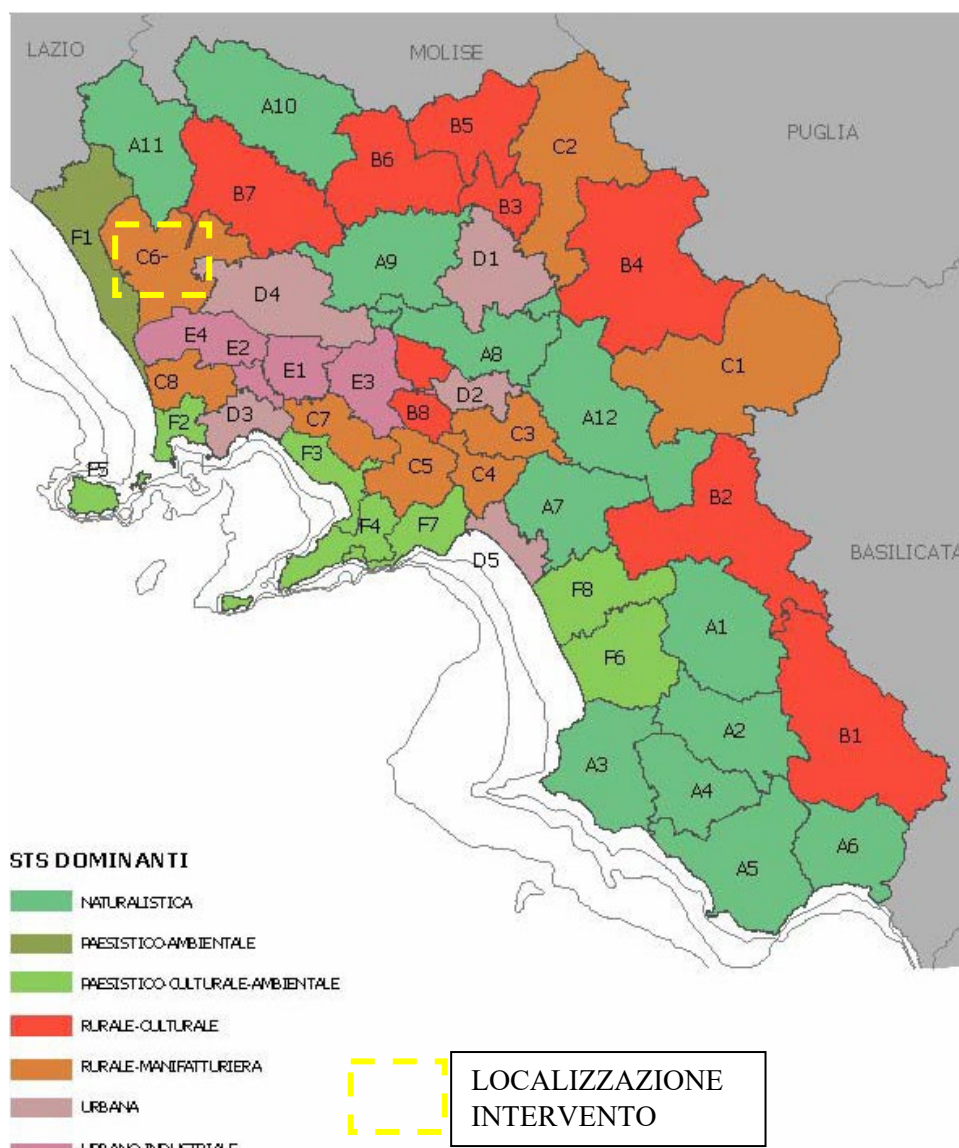 LAZIO
MOLISE
PUGLIA
BASILICATA
A10
A11
B5
B6
C2
B7
B3
F1
C6-
A9
D1
B4
D4
E4
E2
E1
E3
A8
C1
C8
D2
B8
A12
F2
D3
C7
C3
F3
C5
C4
F5
A7
B2
F4
F7
D5
F8
A1
F6
A2
B1
A3
A4
A5
A6
STS DOMINANTI
NATURALISTICA
PAESISTICO-AMBIENTALE
PAESISTICO-CULTURALE-AMBIENTALE
RURALE-CULTURALE
RURALE-MANIFATTURIERA
URBANA
URBANO-INDUSTRIALE
LOCALIZZAZIONE
INTERVENTO